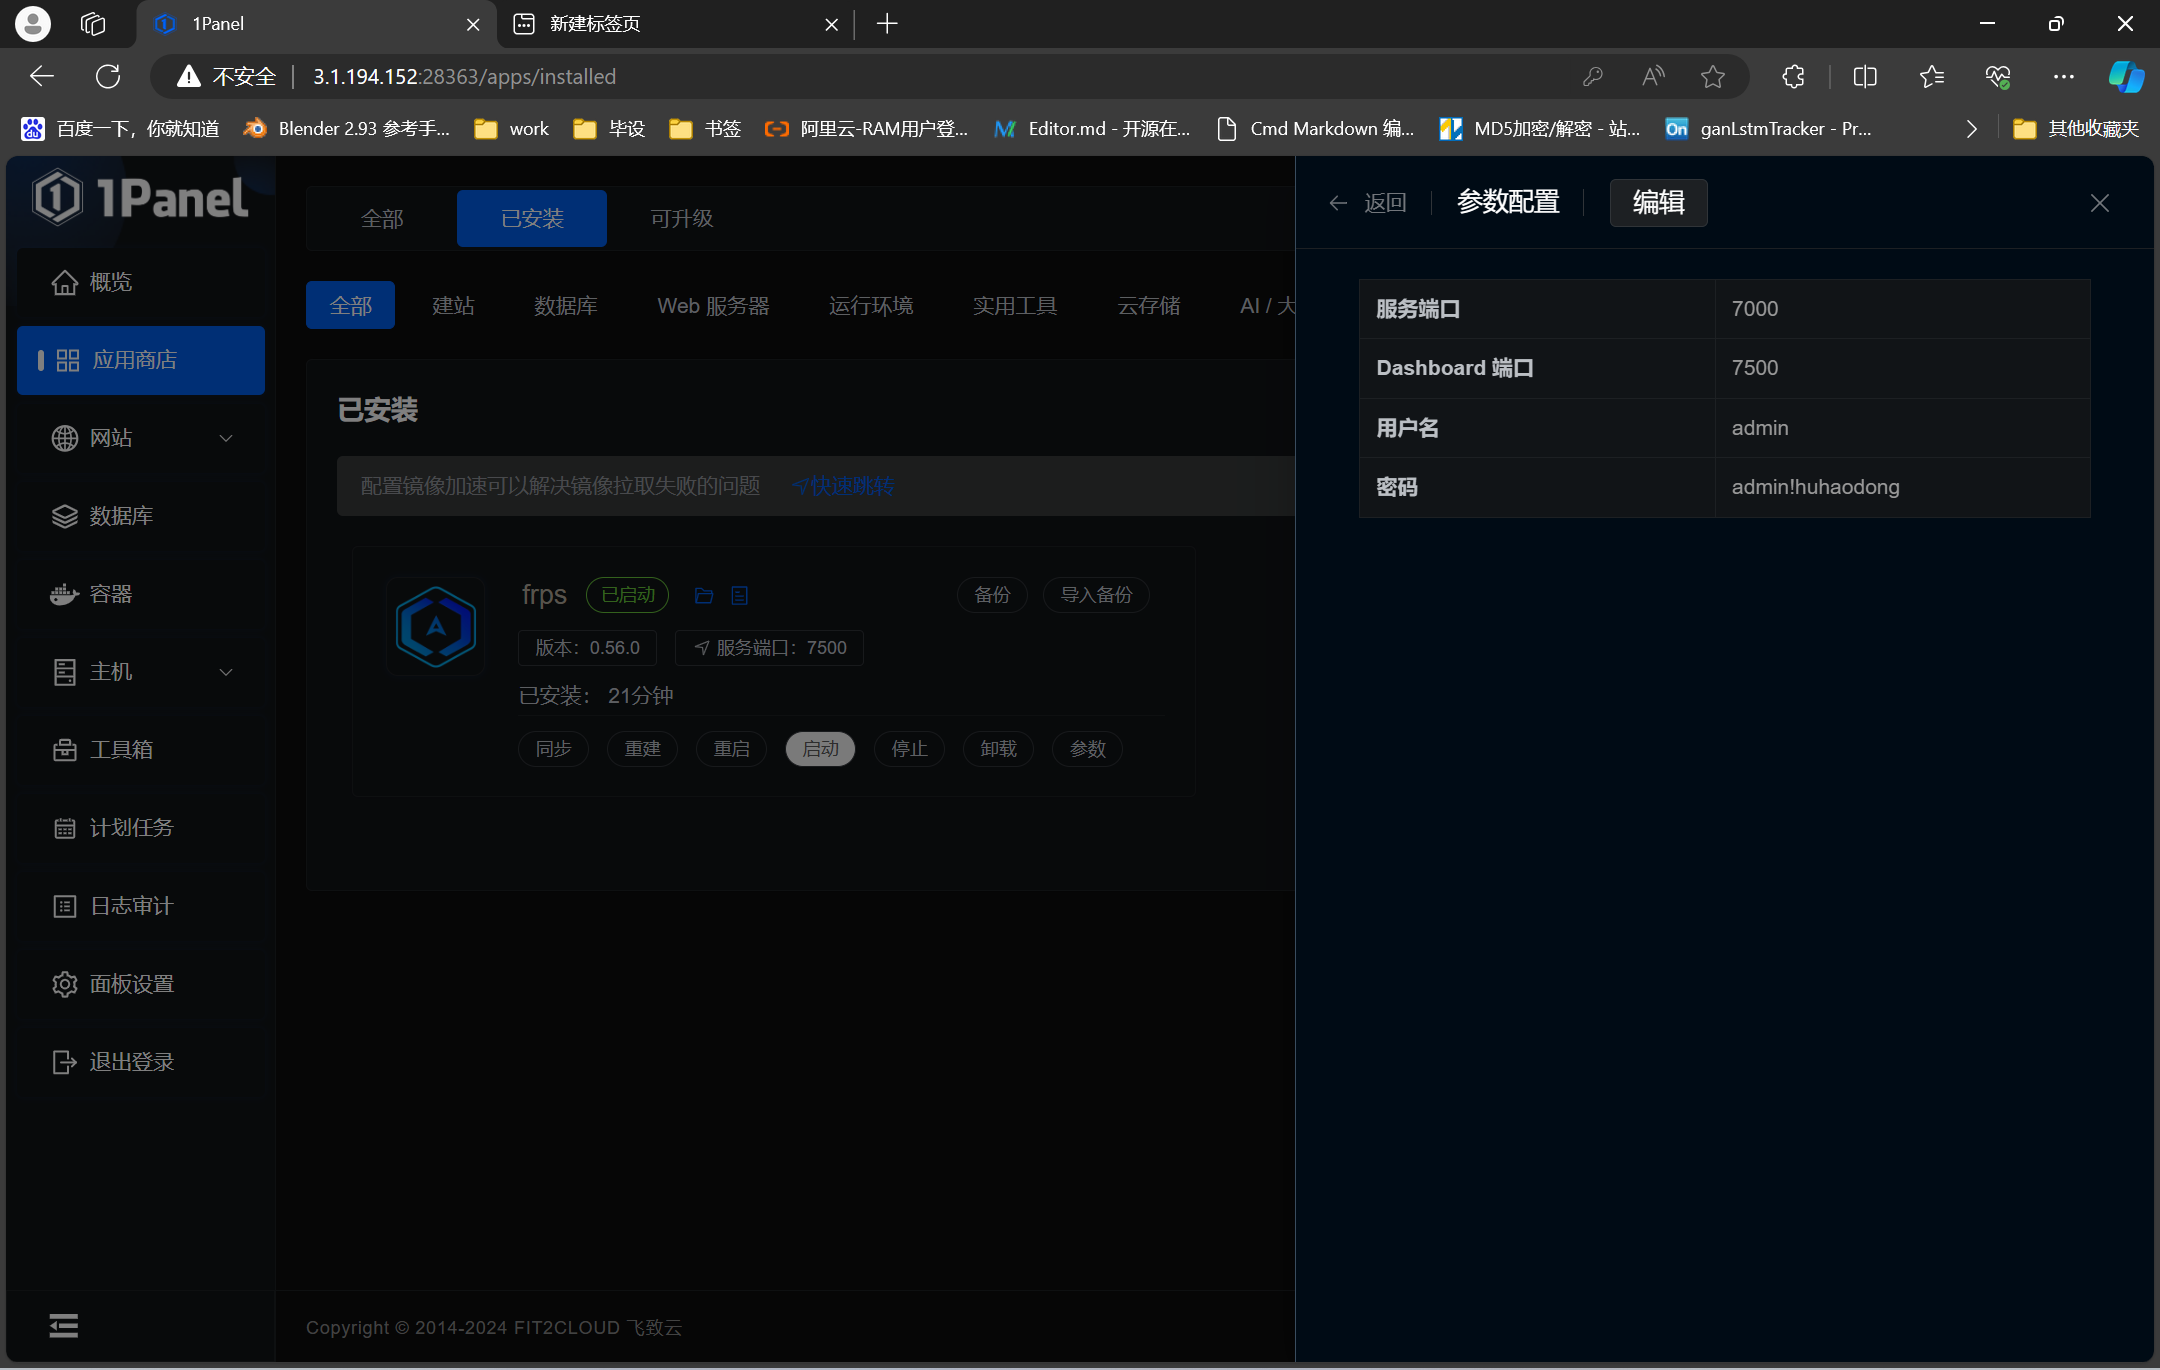 1Panel
新建标签页
不安全
3.1.194.152:28363/apps/installed
百度一下，你就知道
Blender 2.93 参考手...
work
毕设
书签
阿里云-RAM用户登...
Editor.md - 开源在...
Cmd Markdown 编...
MD5加密/解密 - 站...
ganLstmTracker - Pr...
其他收藏夹
1Panel
概览
应用商店
网站
数据库
容器
主机
工具箱
计划任务
日志审计
面板设置
退出登录
全部
已安装
可升级
全部
建站
数据库
Web 服务器
运行环境
实用工具
云存储
AI / 大
已安装
配置镜像加速可以解决镜像拉取失败的问题
快速跳转
frps
已启动
备份
导入备份
版本：0.56.0
服务端口：7500
已安装： 21分钟
同步
重建
重启
启动
停止
卸载
参数
Copyright © 2014-2024 FIT2CLOUD 飞致云
返回
参数配置
编辑
服务端口 7000
Dashboard 端口 7500
用户名 admin
密码 admin!huhaodong